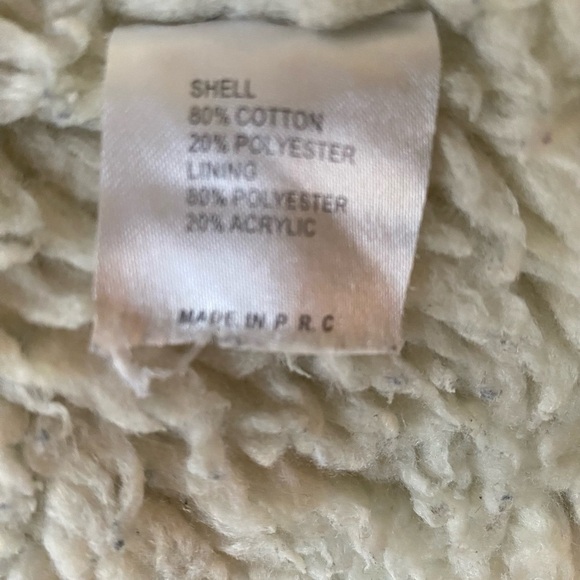 SHELL
80% COTTON
20% POLYESTER
LINING
80% POLYESTER
20% ACRYLIC
MADE IN P. R. C